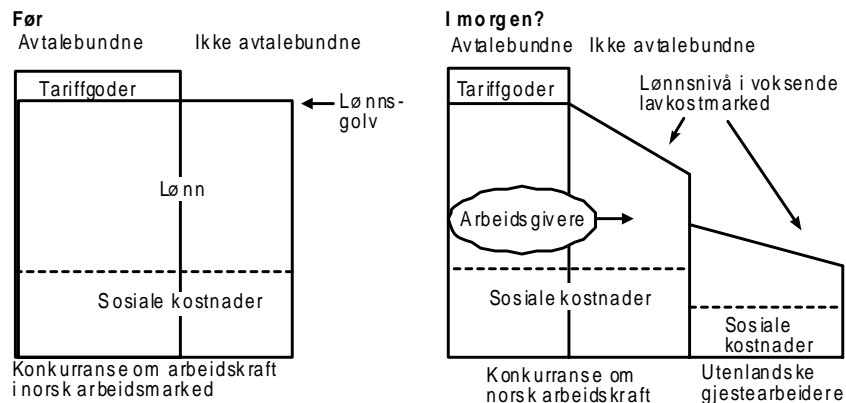 Før
Avtalebundne
Ikke avtalebundne
Tariffgoder
Lønns-
golv
Lønn
Sosiale kostnader
Konkurranse om arbeidskraft
i norsk arbeidsmarked
I morgen?
Avtalebundne
Ikke avtalebundne
Tariffgoder
Lønnsnivå i voksende
lavkostmarked
Arbeidsgivere
Sosiale kostnader
Sosiale
kostnader
Konkurranse om
norsk arbeidskraft
Utenlandske
gjestearbeidere